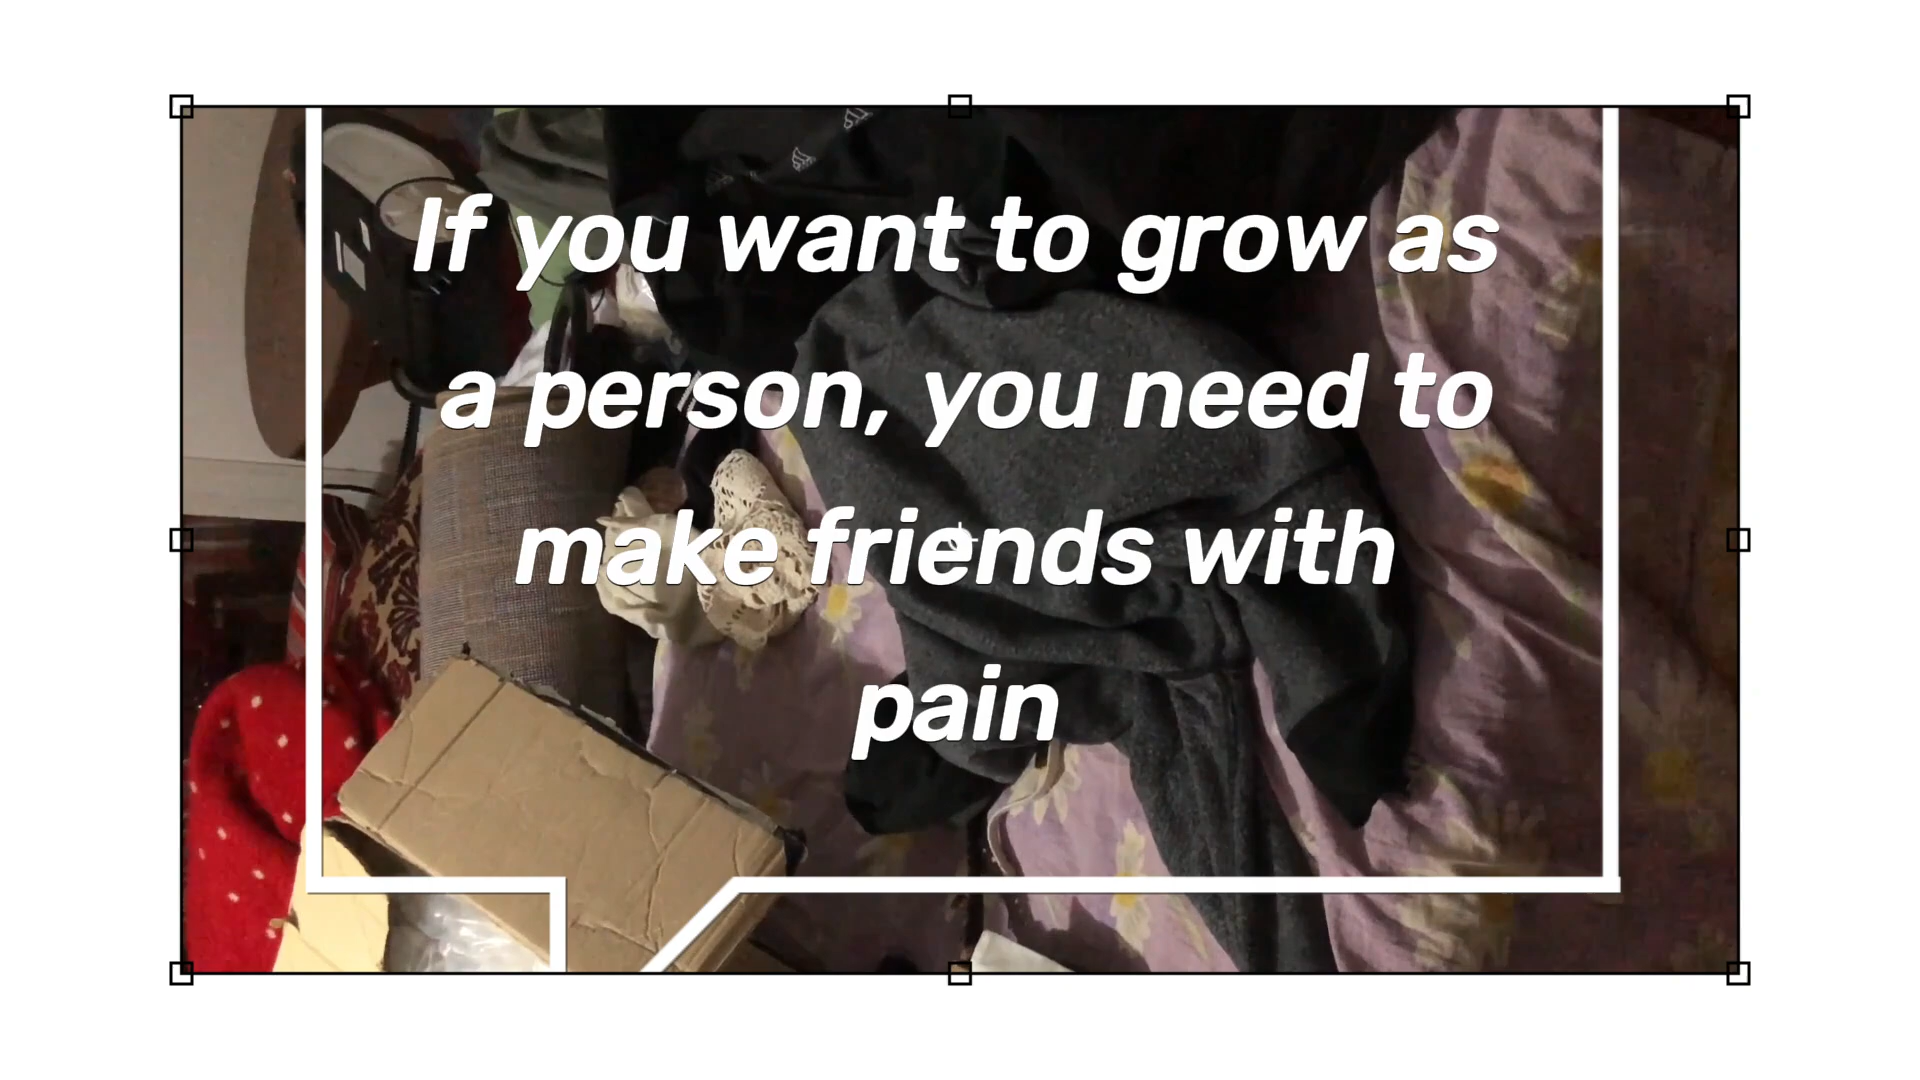 If you want to grow as
a person, you need to
make friends with
pain